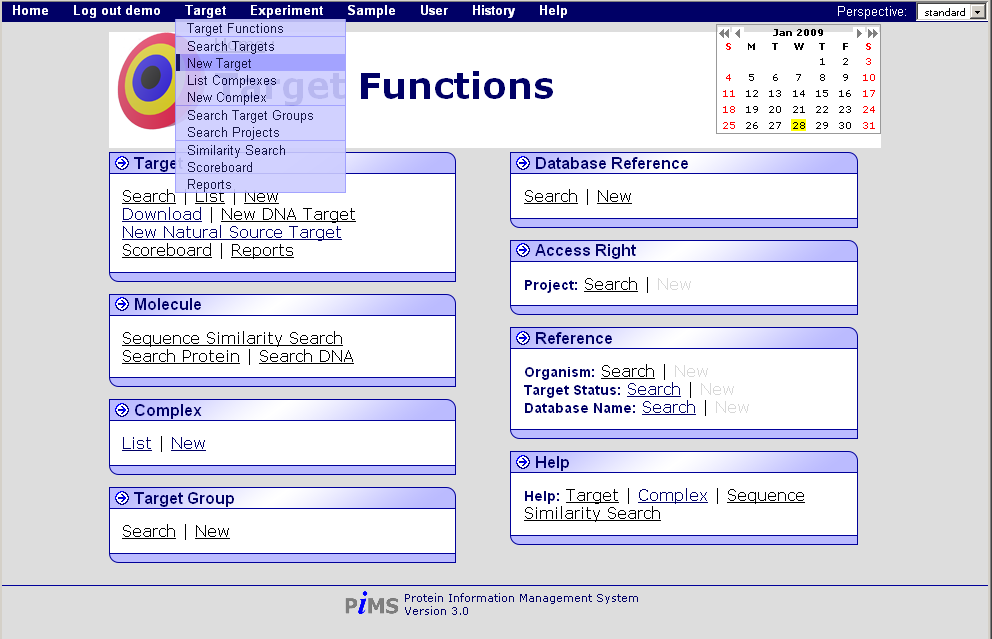 Home Log out demo Target Experiment Sample User History Help Perspective: standard
Target Functions
Search Targets
New Target
List Complexes
New Complex
Search Target Groups
Search Projects
Similarity Search
Scoreboard
Reports
Target Functions
Jan 2009
S M T W T F S
1 2 3
4 5 6 7 8 9 10
11 12 13 14 15 16 17
18 19 20 21 22 23 24
25 26 27 28 29 30 31
Target
Search | List | New
Download | New DNA Target
New Natural Source Target
Scoreboard | Reports
Molecule
Sequence Similarity Search
Search Protein | Search DNA
Complex
List | New
Target Group
Search | New
Database Reference
Search | New
Access Right
Project: Search | New
Reference
Organism: Search | New
Target Status: Search | New
Database Name: Search | New
Help
Help: Target | Complex | Sequence
Similarity Search
PiMS Protein Information Management System
Version 3.0